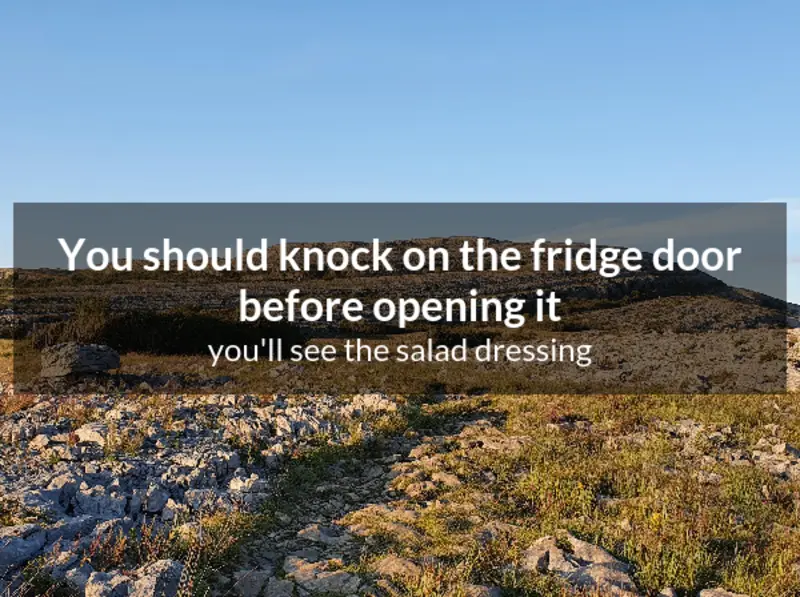 You should knock on the fridge door
before opening it
you'll see the salad dressing